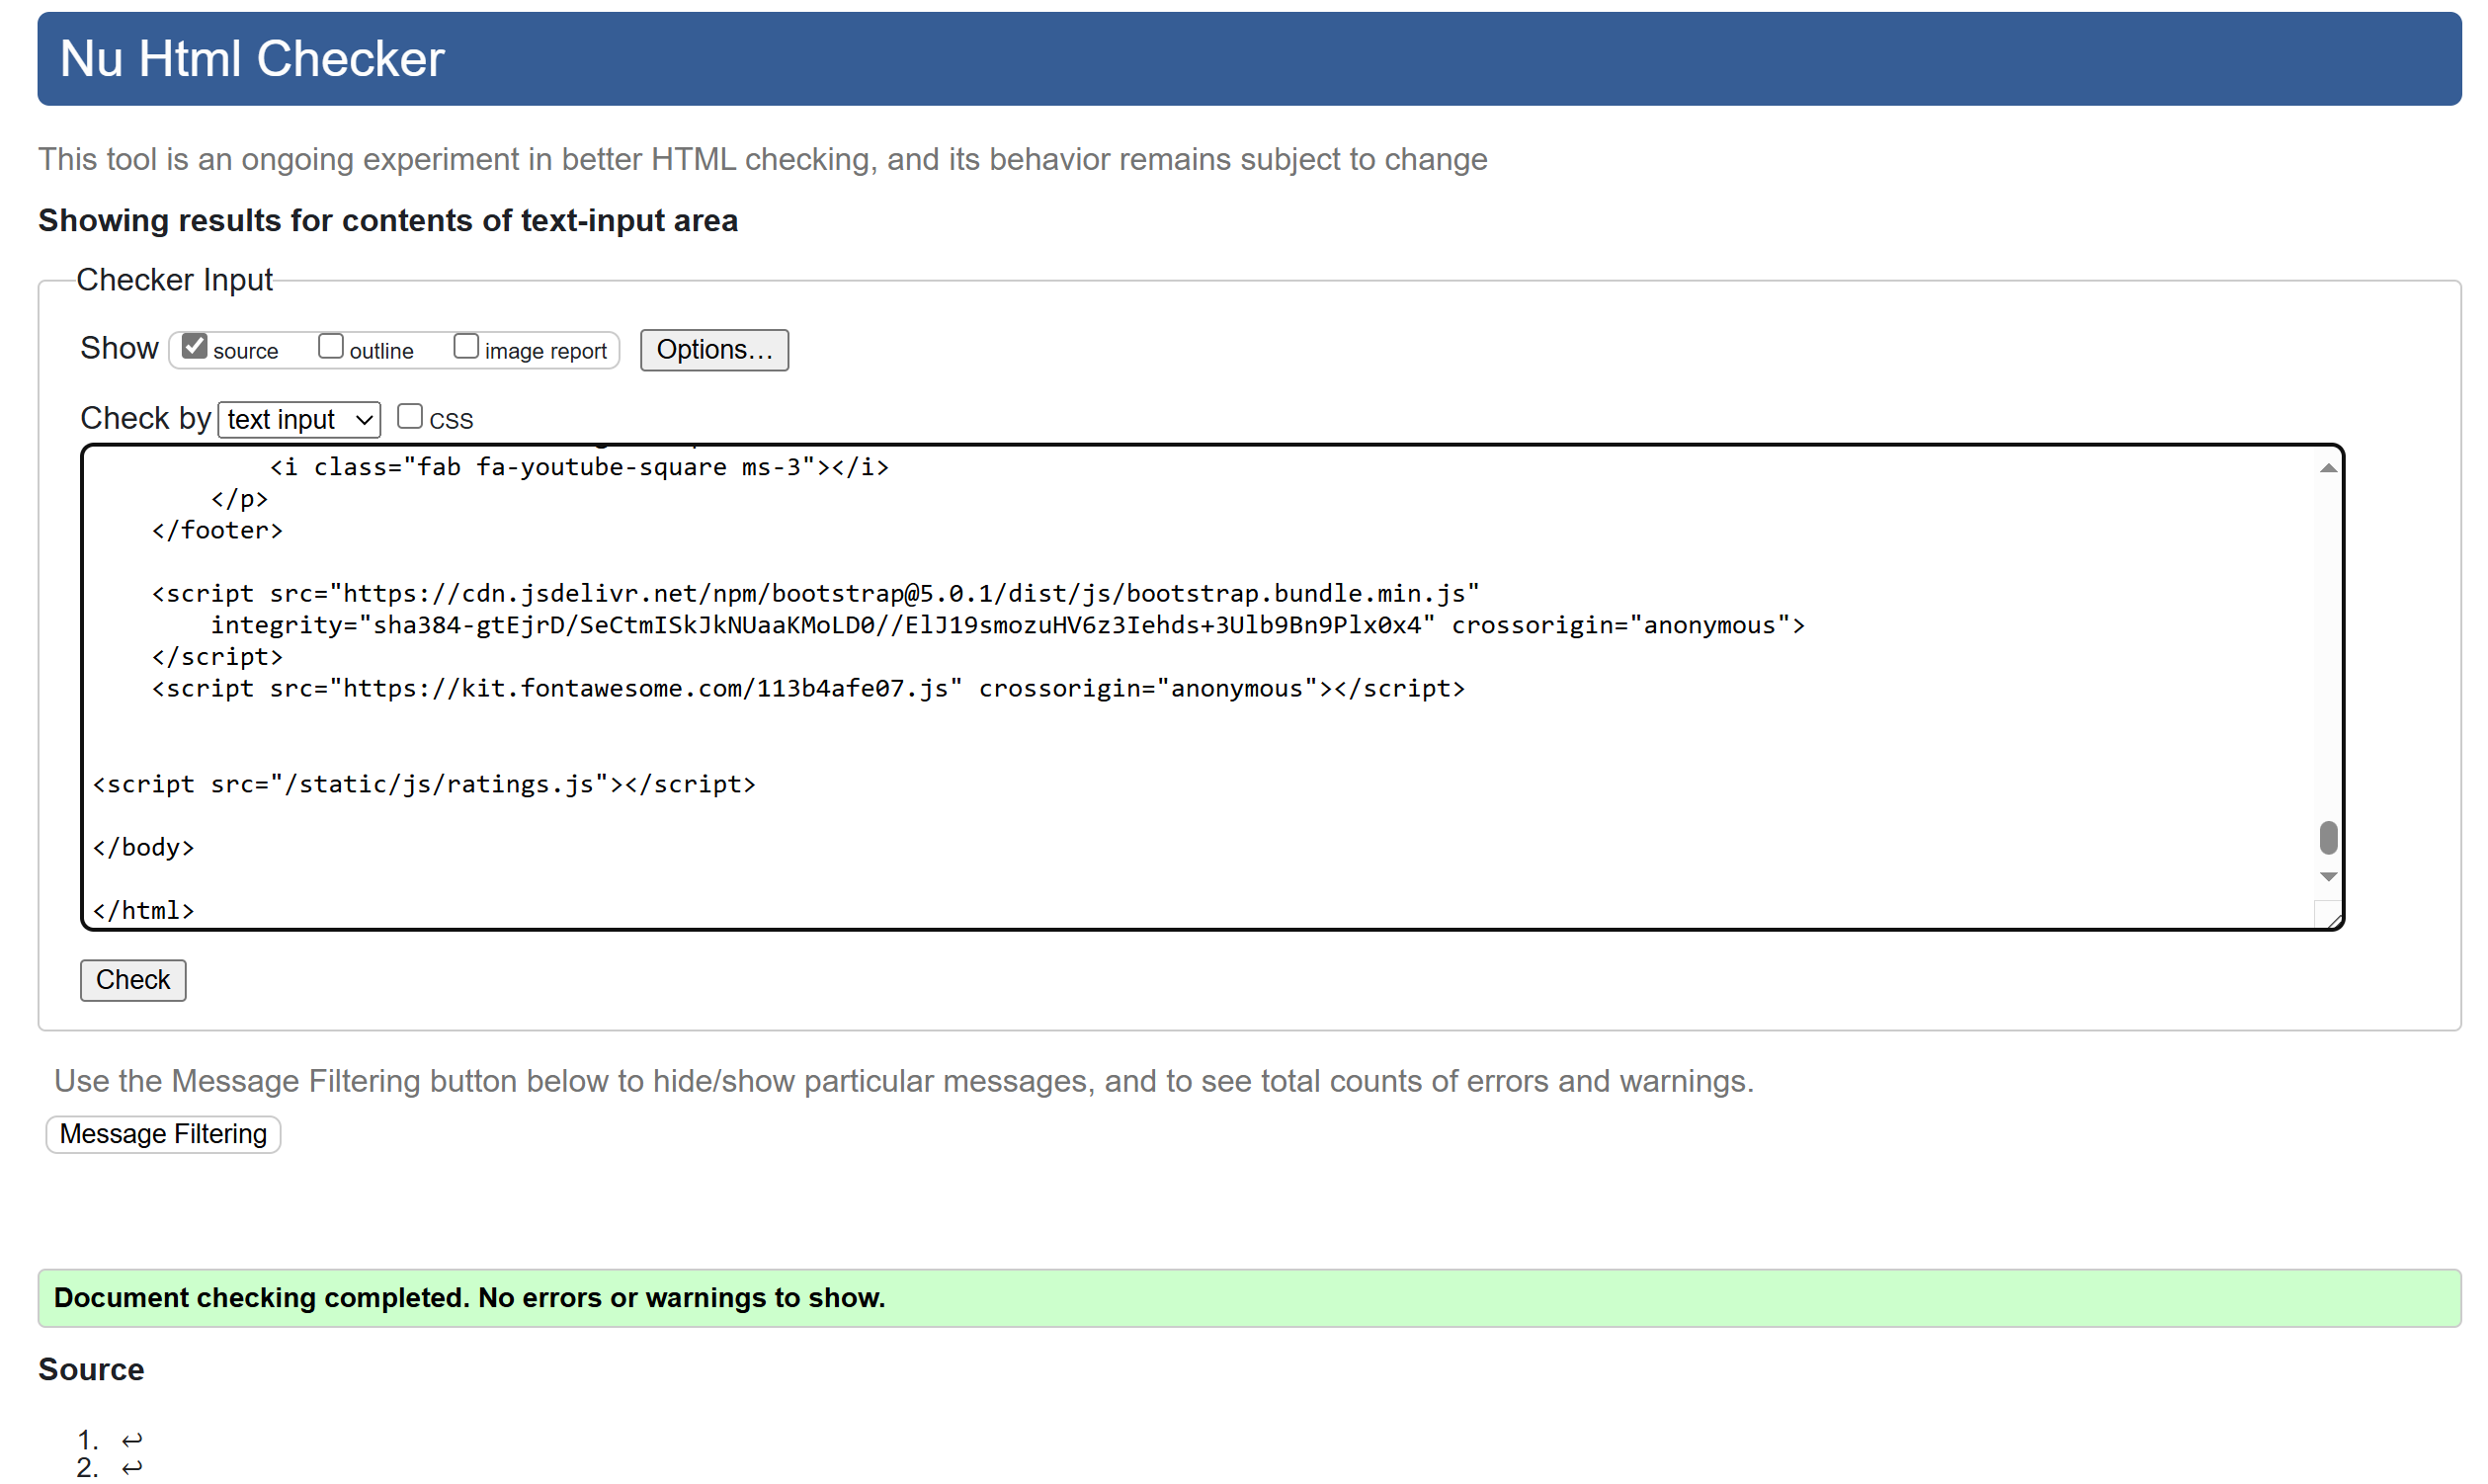 Nu Html Checker
This tool is an ongoing experiment in better HTML checking, and its behavior remains subject to change
Showing results for contents of text-input area
Checker Input
Show source outline image report Options...
Check by text input CSS
<i class="fab fa-youtube-square ms-3"></i>
</p>
</footer>
<script src="https://cdn.jsdelivr.net/npm/bootstrap@5.0.1/dist/js/bootstrap.bundle.min.js"
integrity="sha384-gtEjrD/SeCtmISkJkNUaaKMoLD0//ElJ19smozuHV6z3Iehds+3Ulb9Bn9Plx0x4" crossorigin="anonymous">
</script>
<script src="https://kit.fontawesome.com/113b4afe07.js" crossorigin="anonymous"></script>
<script src="/static/js/ratings.js"></script>
</body>
</html>
Check
Use the Message Filtering button below to hide/show particular messages, and to see total counts of errors and warnings.
Message Filtering
Document checking completed. No errors or warnings to show.
Source
1. ↩
2. ↩